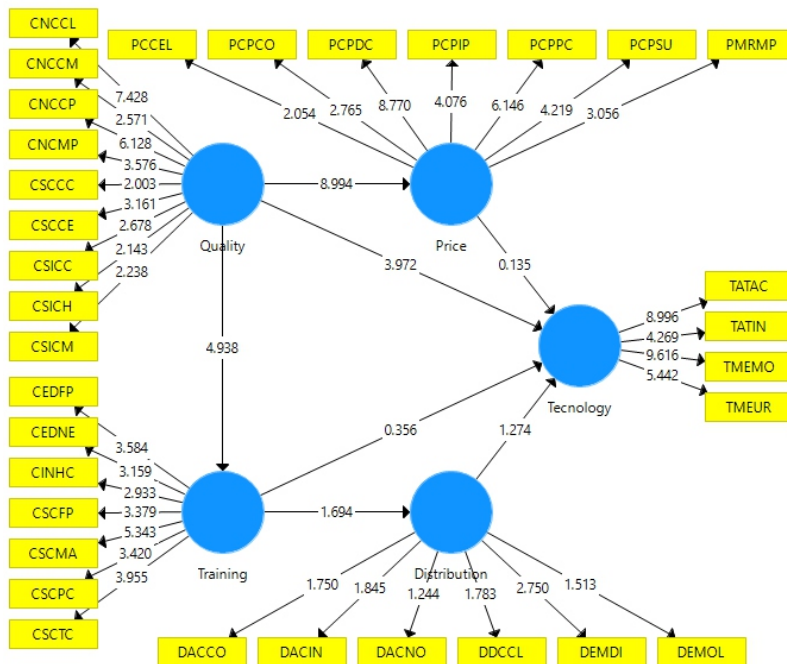 CNCCL
CNCCM
CNCCP
CNCMP
CSCCC
CSCCE
CSICC
CSICH
CSICM
7.428
2.571
6.128
3.576
2.003
3.161
2.678
2.143
2.238
Quality
PCCEL
PCPCO
PCPDC
PCPIP
PCPPC
PCPSU
PMRMP
2.054
2.765
8.770
4.076
6.146
4.219
3.056
Price
8.994
3.972
0.135
4.938
TATAC
TATIN
TMEMO
TMEUR
8.996
4.269
9.616
5.442
Tecnology
CEDFP
CEDNE
CINHC
CSCFP
CSCMA
CSCPC
CSCTC
3.584
3.159
2.933
3.379
5.343
3.420
3.955
Training
0.356
1.274
1.694
Distribution
1.750
1.845
1.244
1.783
2.750
1.513
DACCO
DACIN
DACNO
DDCCL
DEMDI
DEMOL